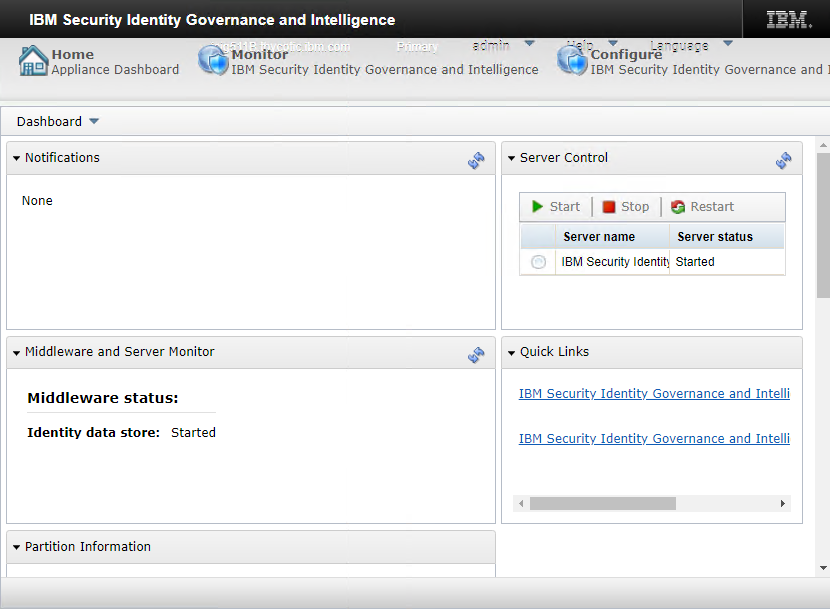 IBM Security Identity Governance and Intelligence
IBM.
Primary admin Help Language
Home
Appliance Dashboard
Monitor
IBM Security Identity Governance and Intelligence
Configure
IBM Security Identity Governance and I
Dashboard
Notifications
None
Server Control
Start Stop Restart
Server name Server status
IBM Security Identity Started
Middleware and Server Monitor
Middleware status:
Identity data store: Started
Quick Links
IBM Security Identity Governance and Intelli
IBM Security Identity Governance and Intelli
Partition Information